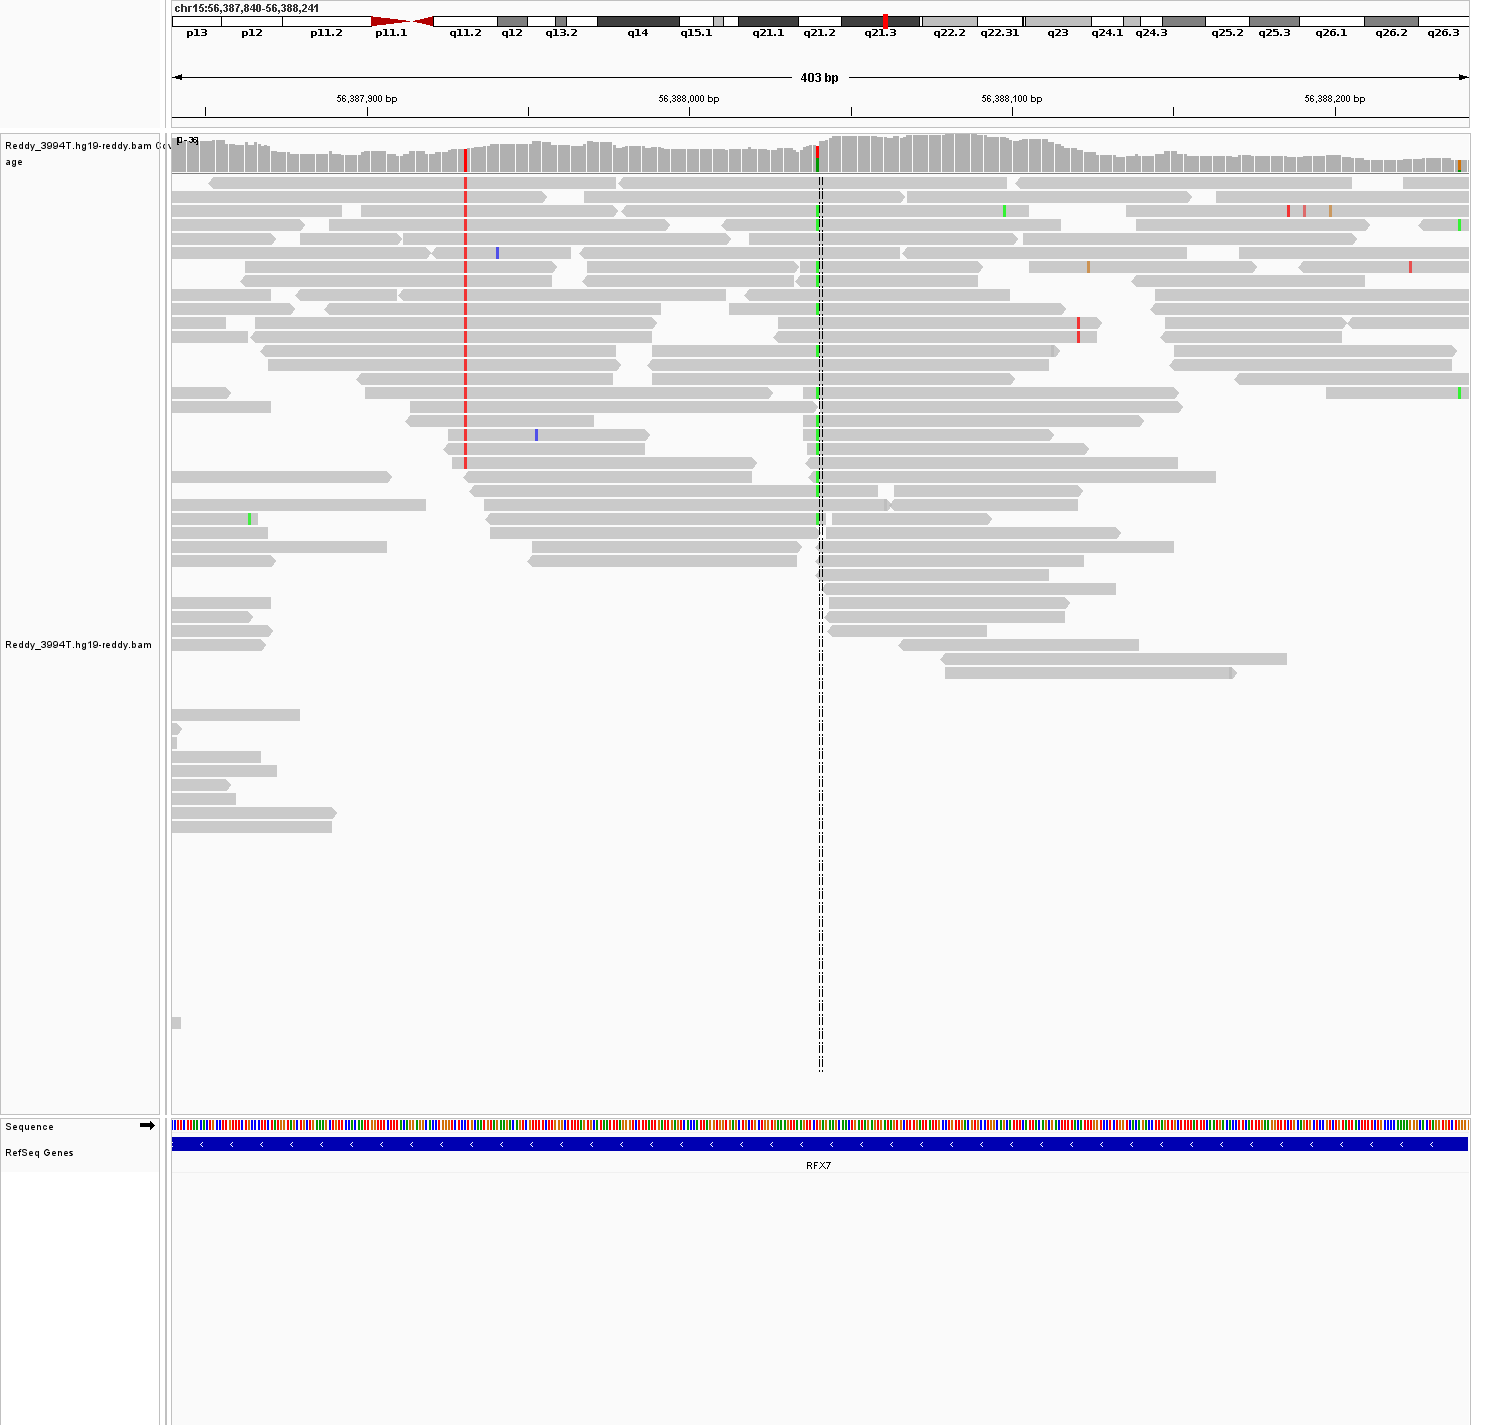 chr15:56,387,840-56,388,241
p13 p12 p11.2 p11.1 q11.2 q12 q13.2 q14 q15.1 q21.1 q21.2 q21.3 q22.2 q22.31 q23 q24.1 q24.3 q25.2 q25.3 q26.1 q26.2 q26.3
403 bp
56,387,900 bp 56,388,000 bp 56,388,100 bp 56,388,200 bp
Reddy_3994T.hg19-reddy.bam Cov
age
Reddy_3994T.hg19-reddy.bam
Sequence
RefSeq Genes
RFX7